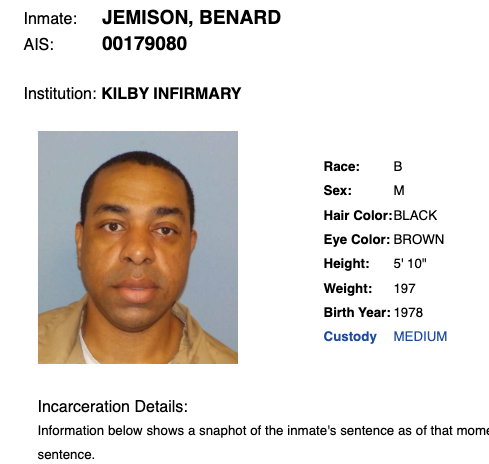 Inmate: JEMISON, BENARD
AIS: 00179080
Institution: KILBY INFIRMARY
Race: B
Sex: M
Hair Color: BLACK
Eye Color: BROWN
Height: 5' 10"
Weight: 197
Birth Year: 1978
Custody MEDIUM
Incarceration Details:
Information below shows a snaphot of the inmate's sentence as of that
sentence.